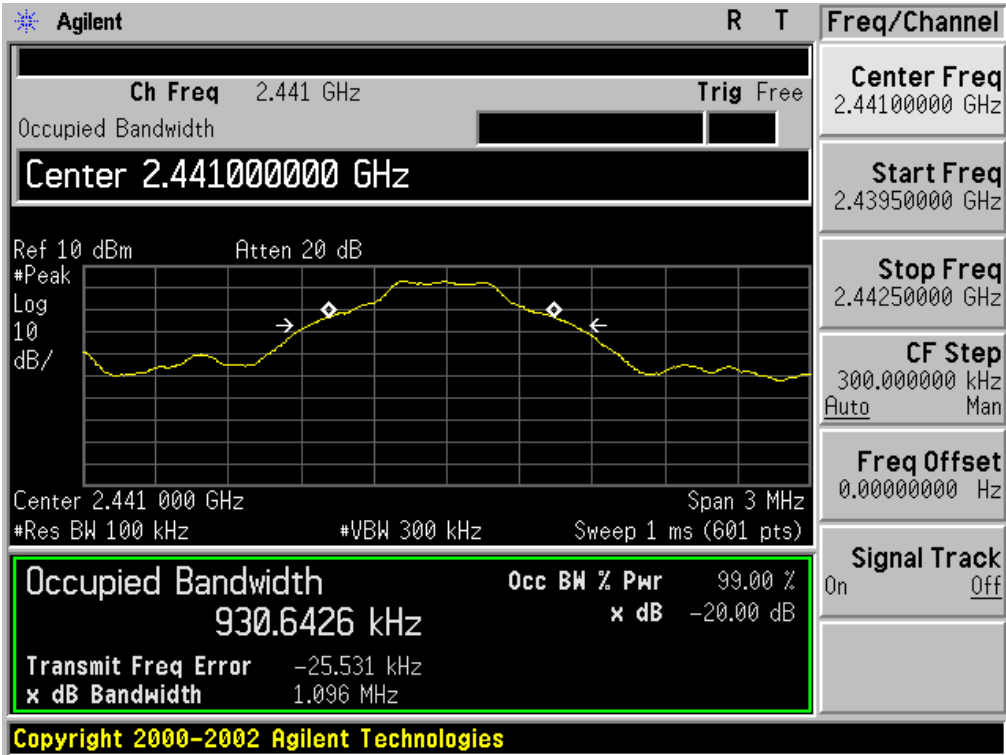 Agilent R T Freq/Channel
Ch Freq 2.441 GHz Trig Free
Occupied Bandwidth
Center 2.441000000 GHz
Ref 10 dBm Atten 20 dB
#Peak
Log
10
dB/
Center 2.441 000 GHz Span 3 MHz
#Res BW 100 kHz #VBW 300 kHz Sweep 1 ms (601 pts)
Occupied Bandwidth Occ BW % Pwr 99.00 %
930.6426 kHz x dB -20.00 dB
Transmit Freq Error -25.531 kHz
x dB Bandwidth 1.096 MHz
Copyright 2000-2002 Agilent Technologies
Center Freq
2.44100000 GHz
Start Freq
2.43950000 GHz
Stop Freq
2.44250000 GHz
CF Step
300.000000 kHz
Auto Man
Freq Offset
0.00000000 Hz
Signal Track
On Off